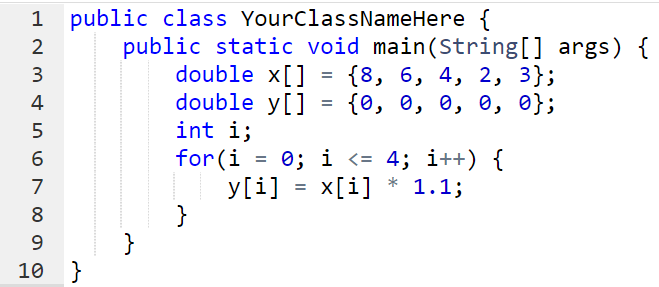 1 public class YourClassNameHere {
2     public static void main(String[] args) {
3         double x[] = {8, 6, 4, 2, 3};
4         double y[] = {0, 0, 0, 0, 0};
5         int i;
6         for(i = 0; i <= 4; i++) {
7             y[i] = x[i] * 1.1;
8         }
9     }
10 }